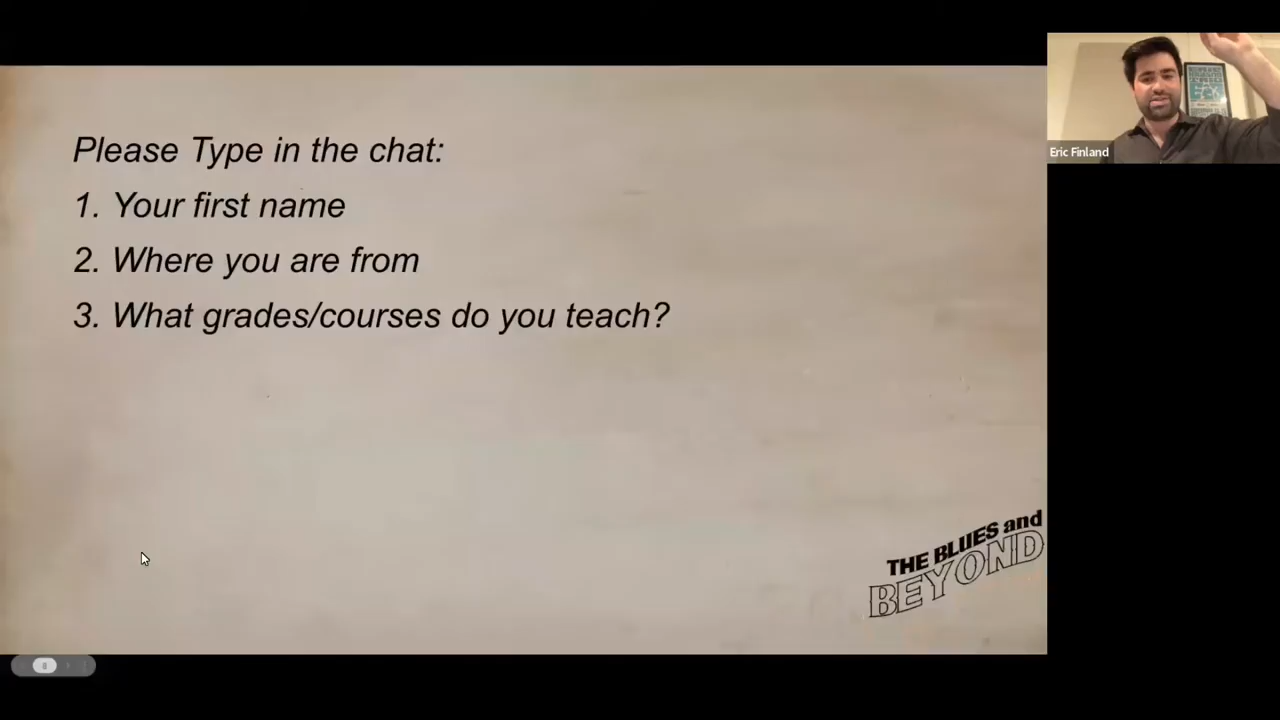 Please Type in the chat:
1. Your first name
2. Where you are from
3. What grades/courses do you teach?
Eric Finland
THE BLUES and
BEYOND